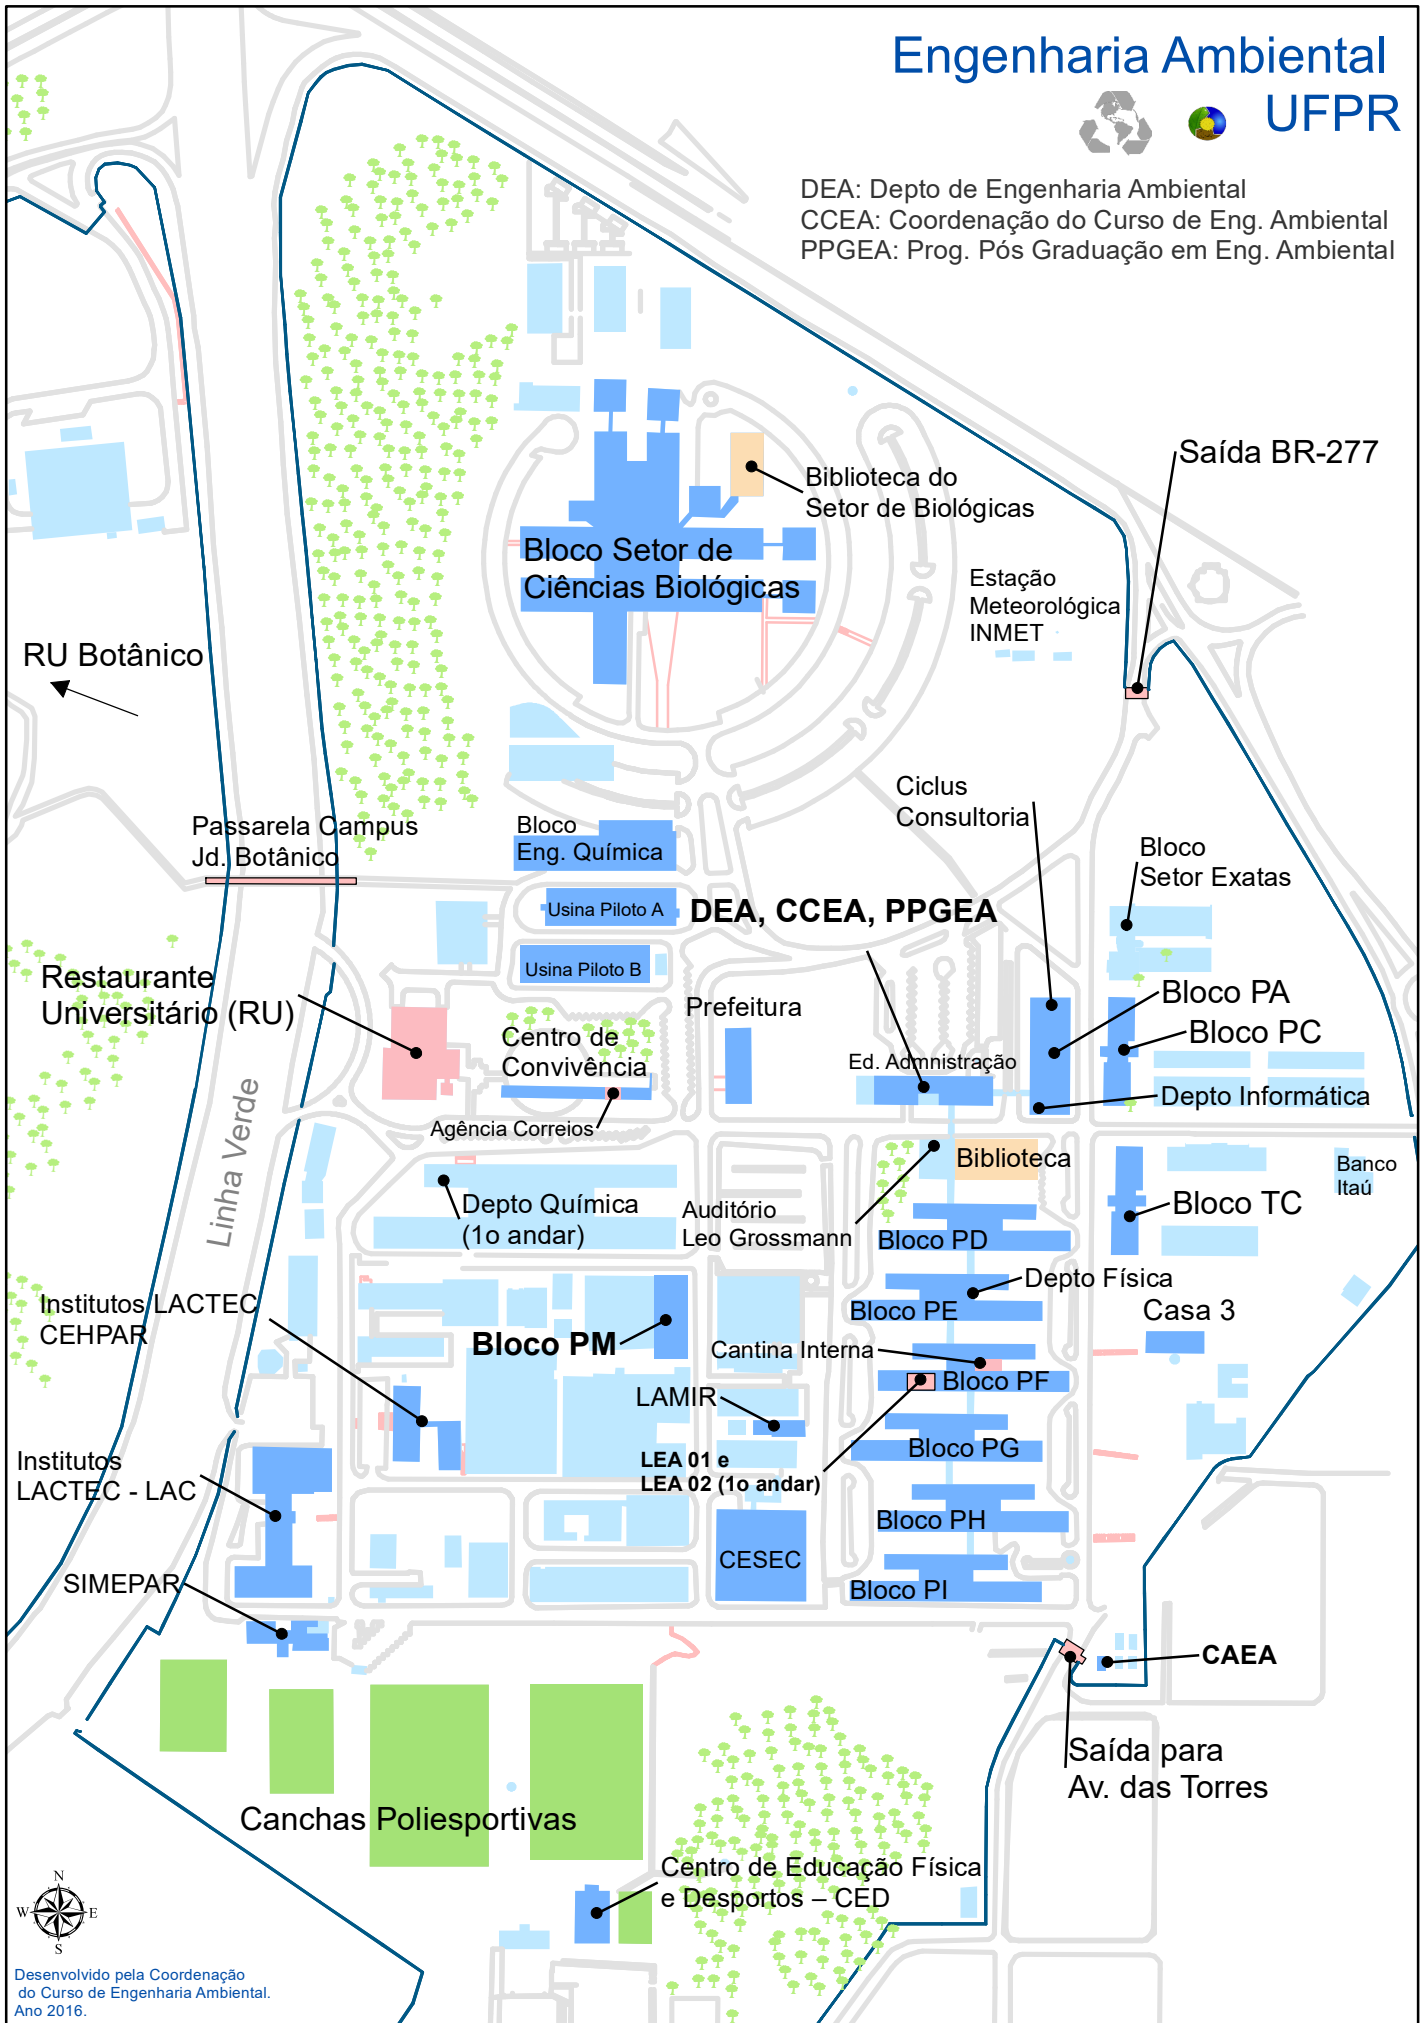 Engenharia Ambiental
UFPR
DEA: Depto de Engenharia Ambiental
CCEA: Coordenação do Curso de Eng. Ambiental
PPGEA: Prog. Pós Graduação em Eng. Ambiental
Saída BR-277
Biblioteca do
Setor de Biológicas
Bloco Setor de
Ciências Biológicas
Estação
Meteorológica
INMET
RU Botânico
Ciclus
Consultoria
Passarela Campus
Jd. Botânico
Bloco
Eng. Química
Bloco
Setor Exatas
Usina Piloto A
DEA, CCEA, PPGEA
Usina Piloto B
Restaurante
Universitário (RU)
Prefeitura
Bloco PA
Bloco PC
Centro de
Convivência
Ed. Admnistração
Depto Informática
Agência Correios
Linha Verde
Biblioteca
Banco
Itaú
Depto Química
(1o andar)
Auditório
Leo Grossmann
Bloco TC
Bloco PD
Depto Física
Institutos LACTEC
CEHPAR
Bloco PE
Casa 3
Bloco PM
Cantina Interna
Bloco PF
LAMIR
Bloco PG
LEA 01 e
LEA 02 (1o andar)
Institutos
LACTEC - LAC
Bloco PH
CESEC
SIMEPAR
Bloco PI
CAEA
Saída para
Av. das Torres
Canchas Poliesportivas
Centro de Educação Física
e Desportos – CED
N
W E
S
Desenvolvido pela Coordenação
do Curso de Engenharia Ambiental.
Ano 2016.